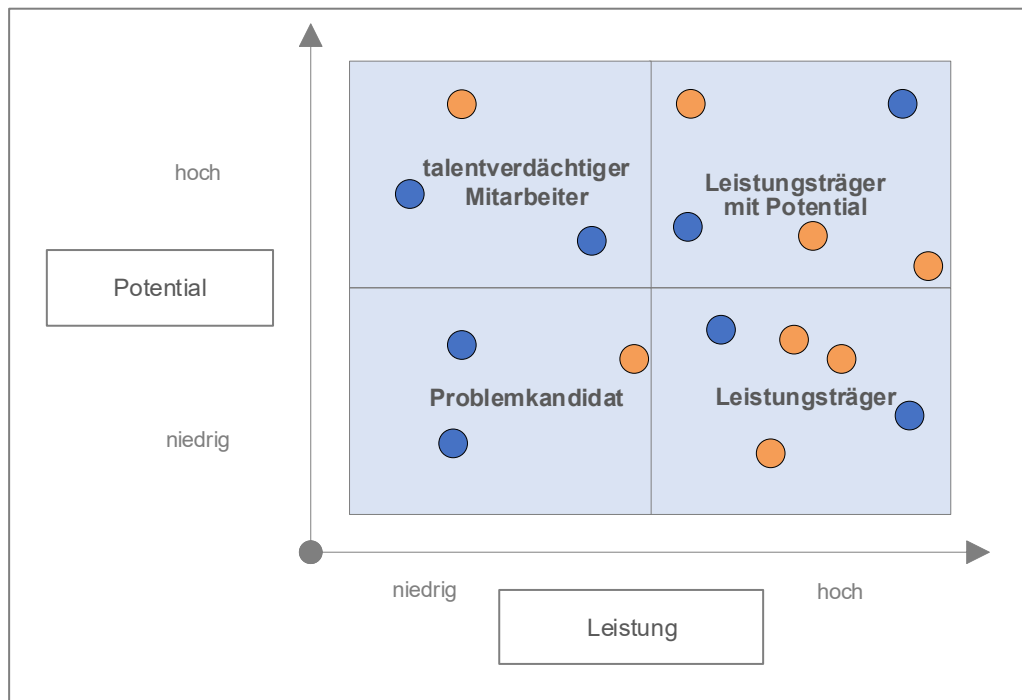 hoch
talentverdächtiger
Mitarbeiter
Leistungsträger
mit Potential
Potential
Problemkandidat
Leistungsträger
niedrig
niedrig
hoch
Leistung